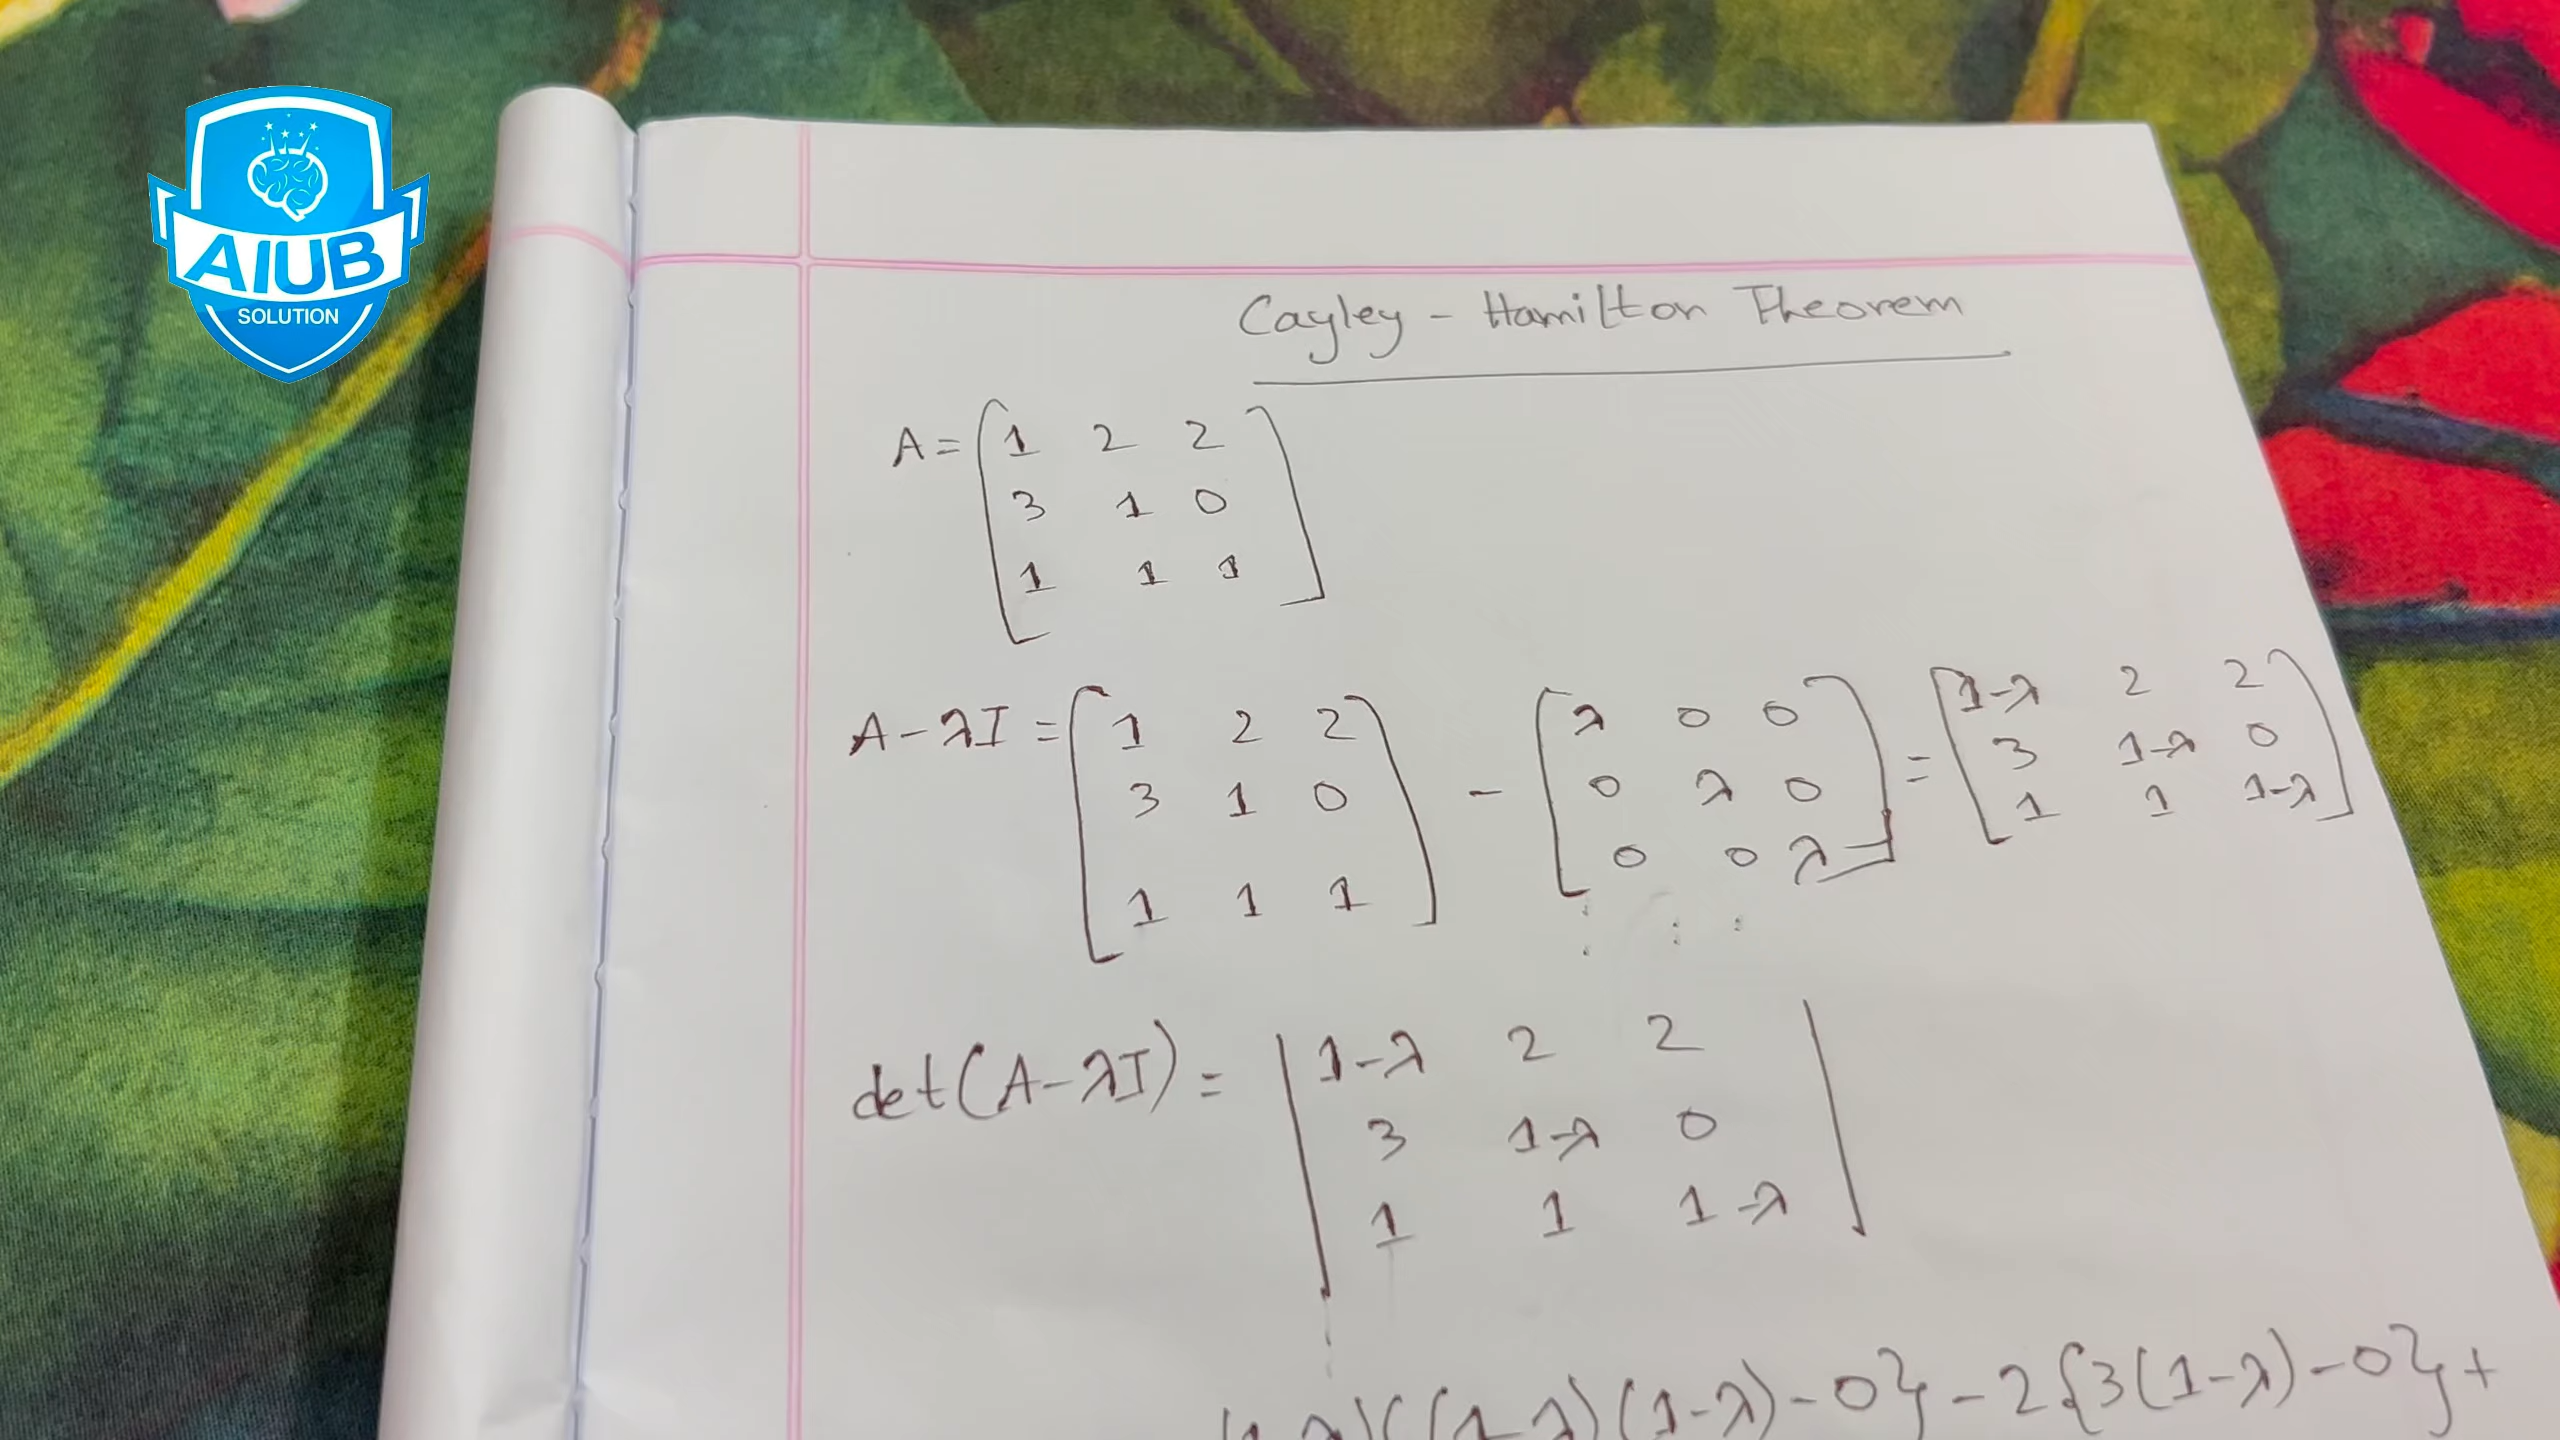 AIUB
SOLUTION
Cayley - Hamilton Theorem
A = [1 2 2
3 1 0
1 1 1]
A - λI = [1 2 2 - [λ 0 0 = [1-λ 2 2
3 1 0 0 λ 0 3 1-λ 0
1 1 1] 0 0 λ] 1 1 1-λ]
det(A - λI) = |1-λ 2 2|
3 1-λ 0
1 1 1-λ
(1-λ)(1-λ) - 0} - 2{3(1-λ) - 0} +